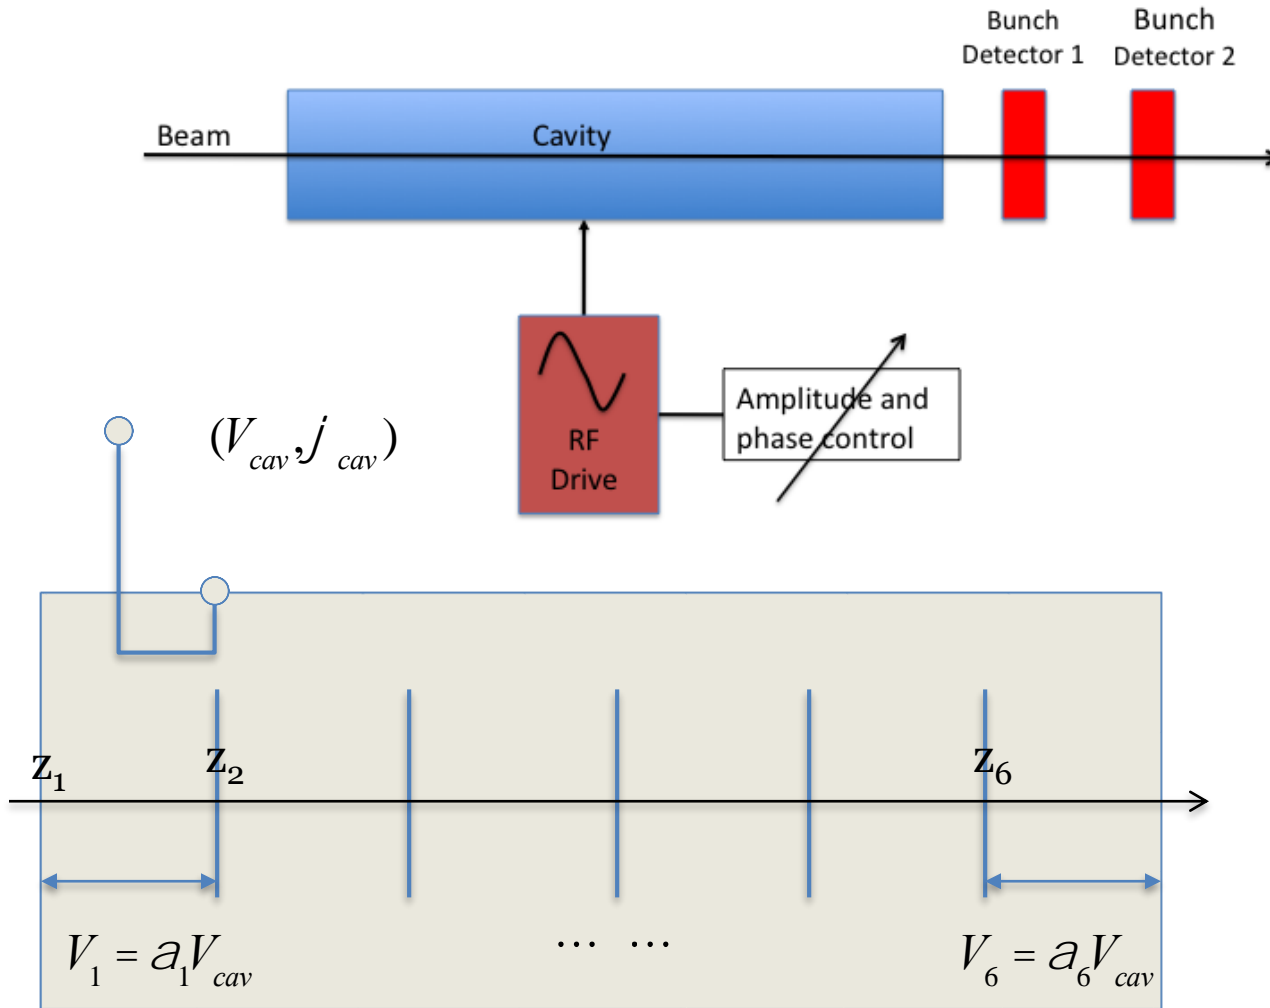 Bunch
Detector 1
Bunch
Detector 2
Beam
Cavity
RF
Drive
Amplitude and
phase control
(V_cav, j_cav)
z₁
z₂
z₆
V₁ = a₁V_cav
... ...
V₆ = a₆V_cav